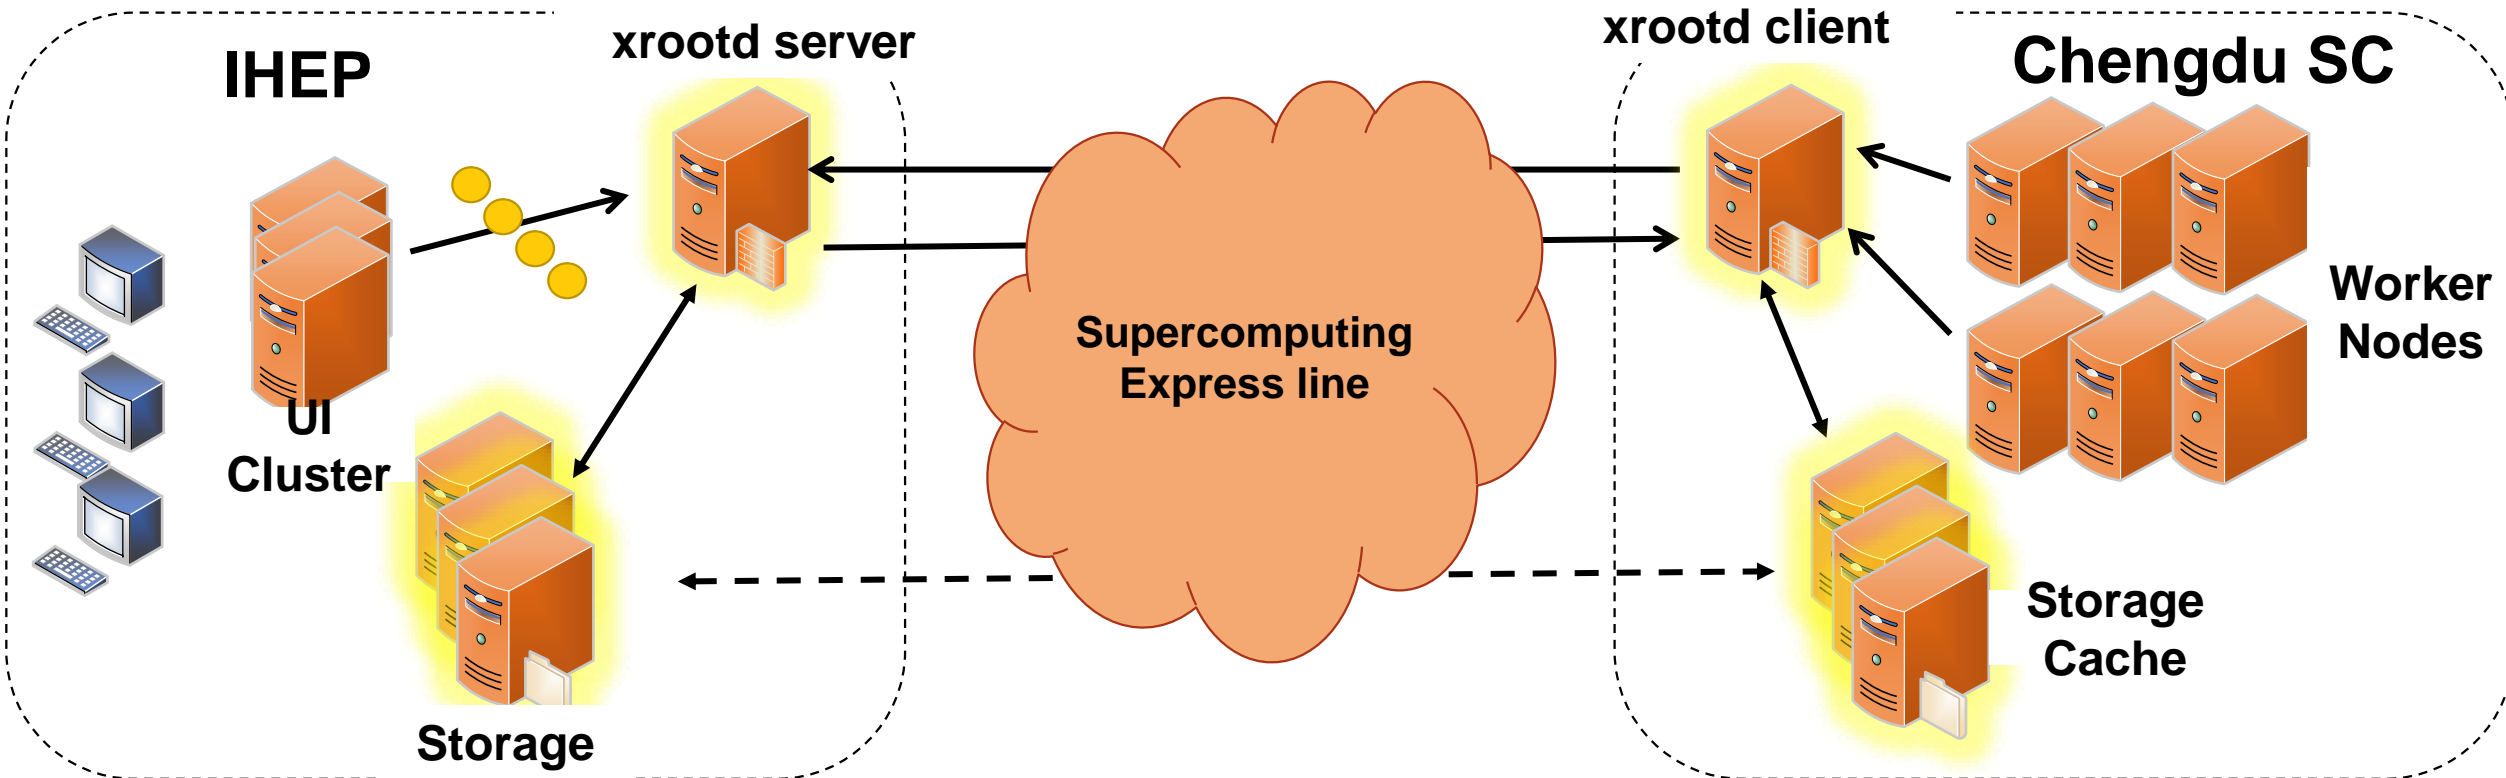 IHEP
xrootd server
xrootd client
Chengdu SC
UI
Cluster
Supercomputing
Express line
Worker
Nodes
Storage
Cache
Storage